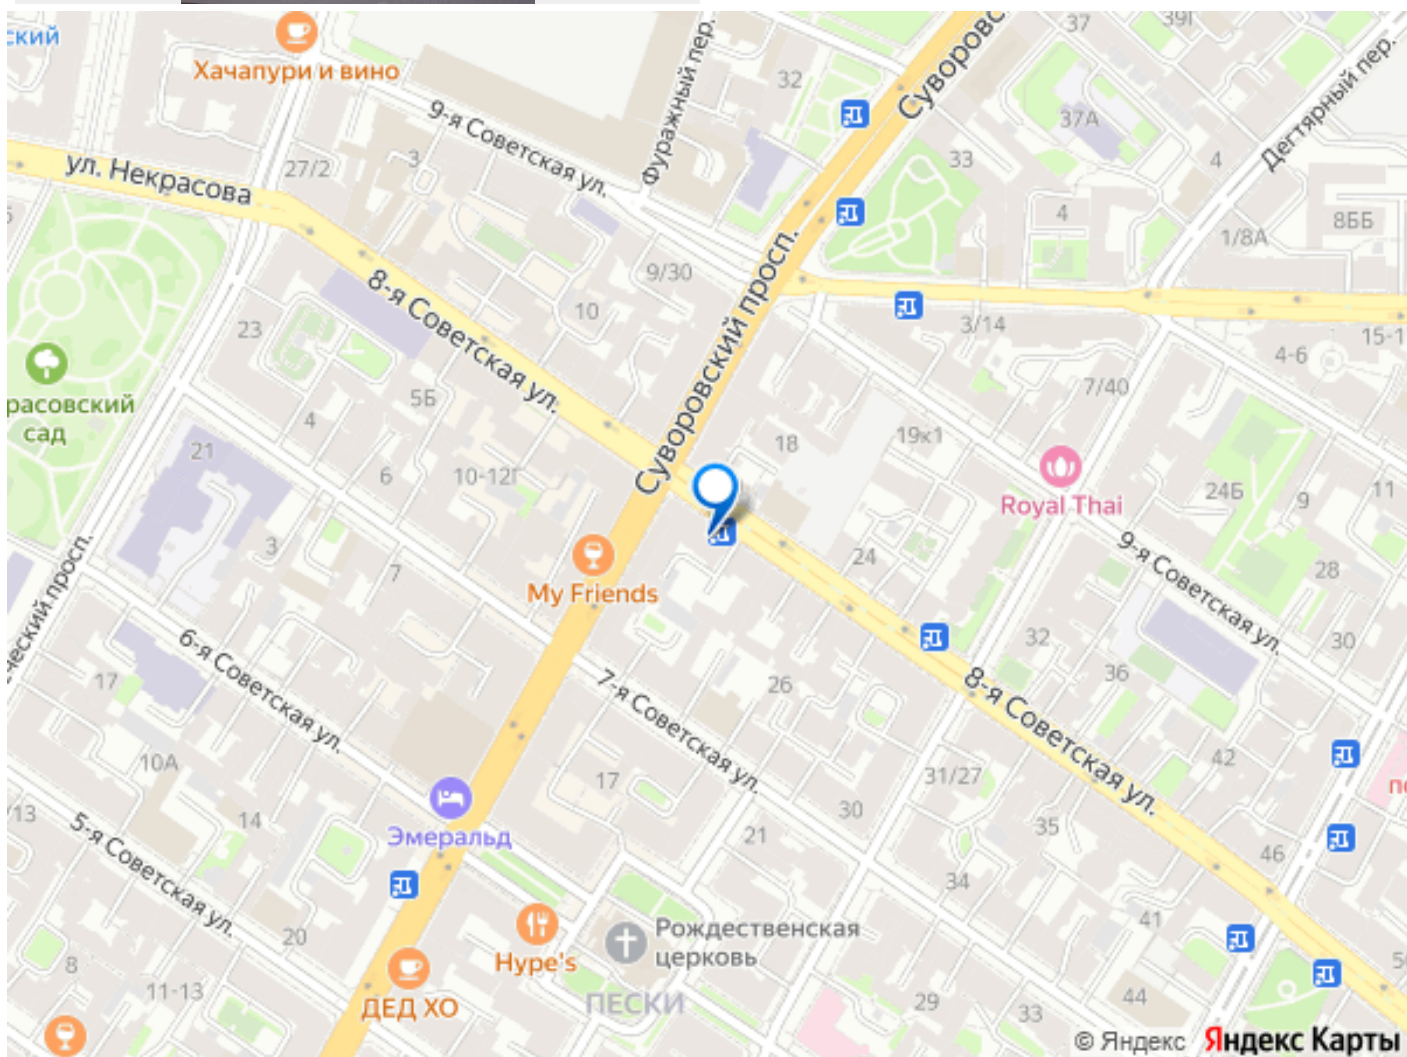 ский
Хачапури и вино
37
39Г
Суворовс
32
Фуражный пер.
9-я Советская ул.
37А
Дегтярный пер.
3
27/2
33
4
ул. Некрасова
4
8ББ
1/8А
9/30
Суворовский просп.
8-я Советская ул.
10
23
3/14
15-1
4-6
расовский
сад
5Б
7/40
4
18
19к1
21
6
10-12Г
24Б
9
11
Royal Thai
3
7
My Friends
24
9-я Советская ул.
28
ческий просп.
6-я Советская ул.
32
30
17
26
36
7-я Советская ул.
8-я Советская ул.
10А
17
42
31/27
/13
14
Эмеральд
30
21
35
5-я Советская ул.
46
34
20
Рождественская
церковь
41
8
Hype's
11-13
ДЕД ХО
ПЕСКИ
29
33
44
© Яндекс Яндекс Карты